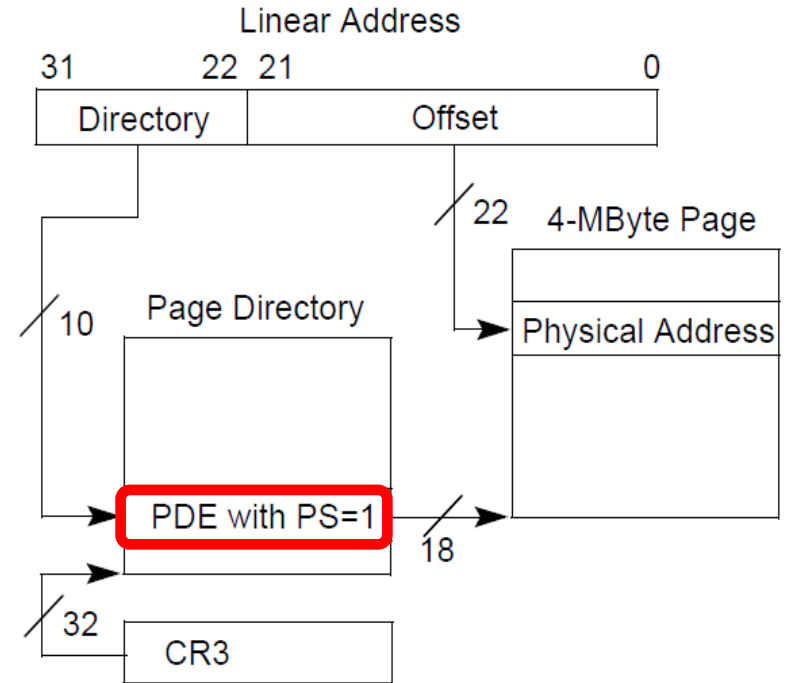 Linear Address
31 22 21 0
Directory Offset
22 4-MByte Page
10 Page Directory
Physical Address
PDE with PS=1
18
32
CR3